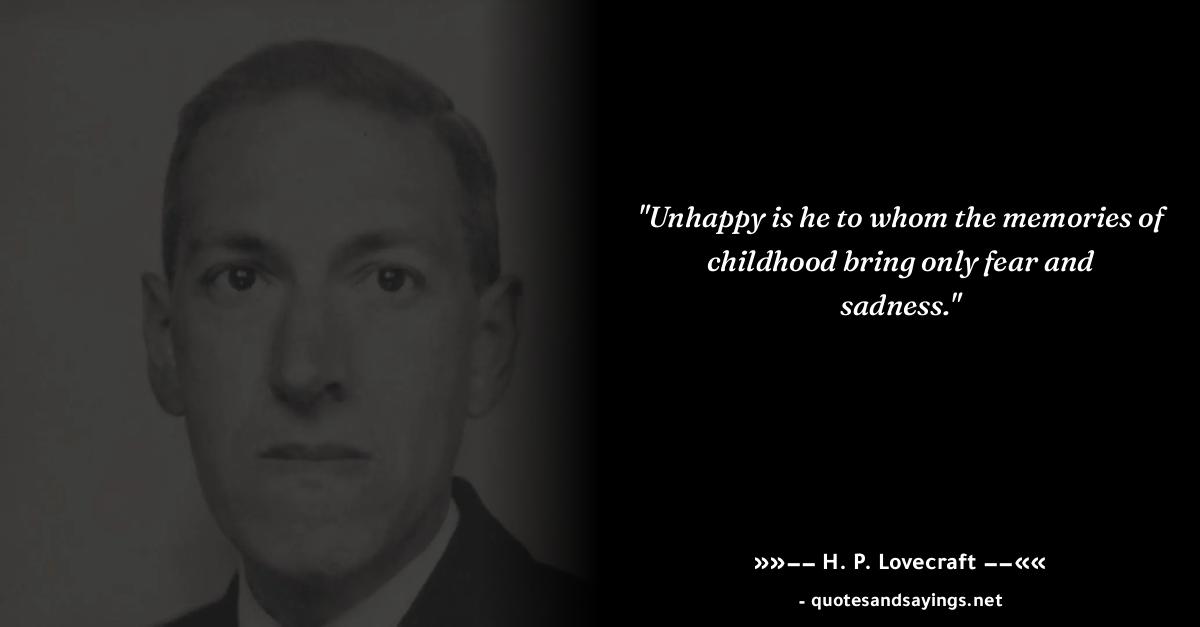 "Unhappy is he to whom the memories of
childhood bring only fear and
sadness."
»»−− H. P. Lovecraft −−««
- quotesandsayings.net